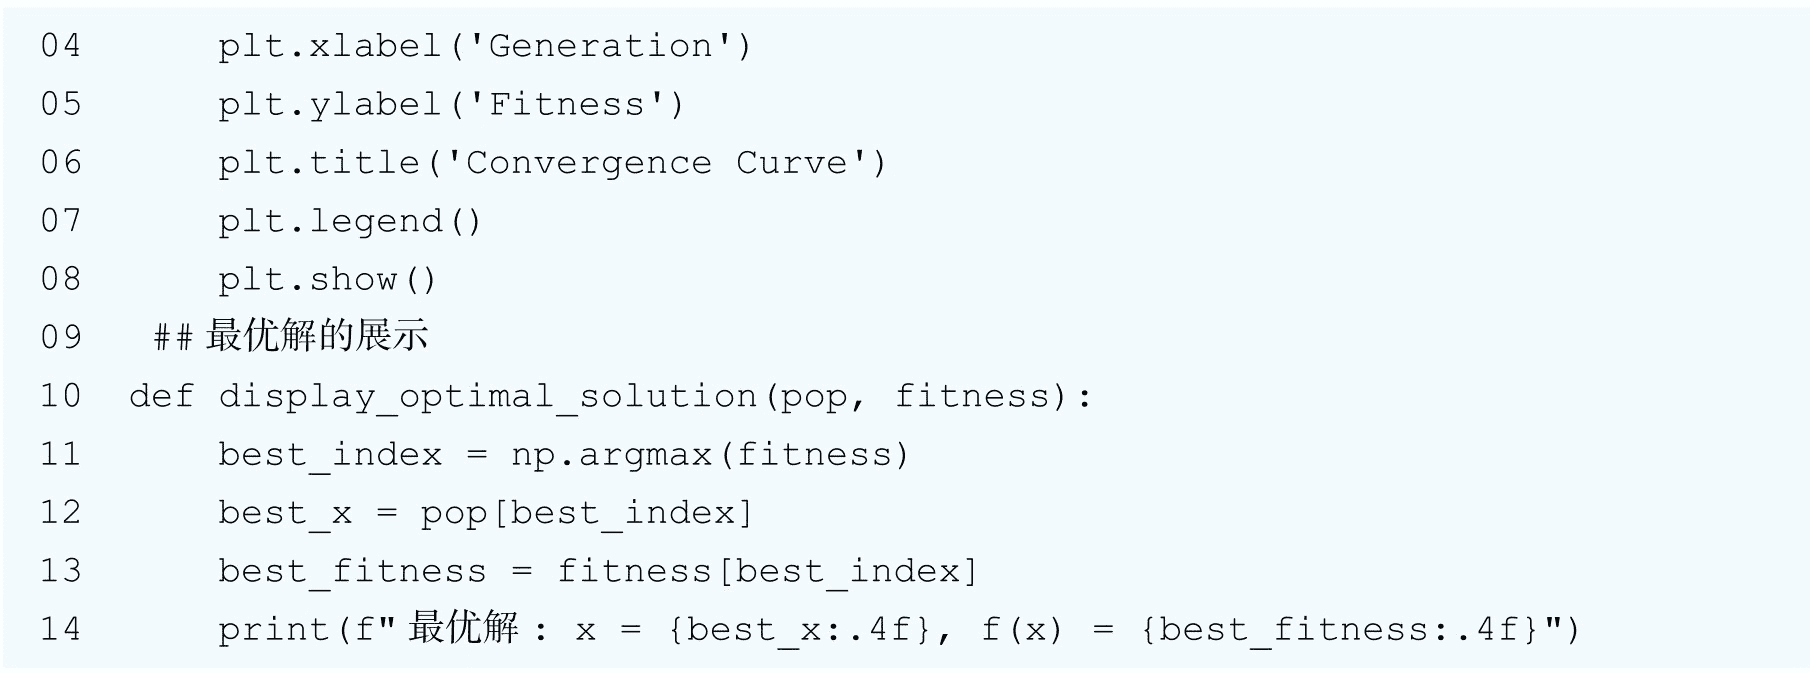 04      plt.xlabel('Generation')
05      plt.ylabel('Fitness')
06      plt.title('Convergence Curve')
07      plt.legend()
08      plt.show()
09   ## 最优解的展示
10  def display_optimal_solution(pop, fitness):
11      best_index = np.argmax(fitness)
12      best_x = pop[best_index]
13      best_fitness = fitness[best_index]
14      print(f"最优解: x = {best_x:.4f}, f(x) = {best_fitness:.4f}")